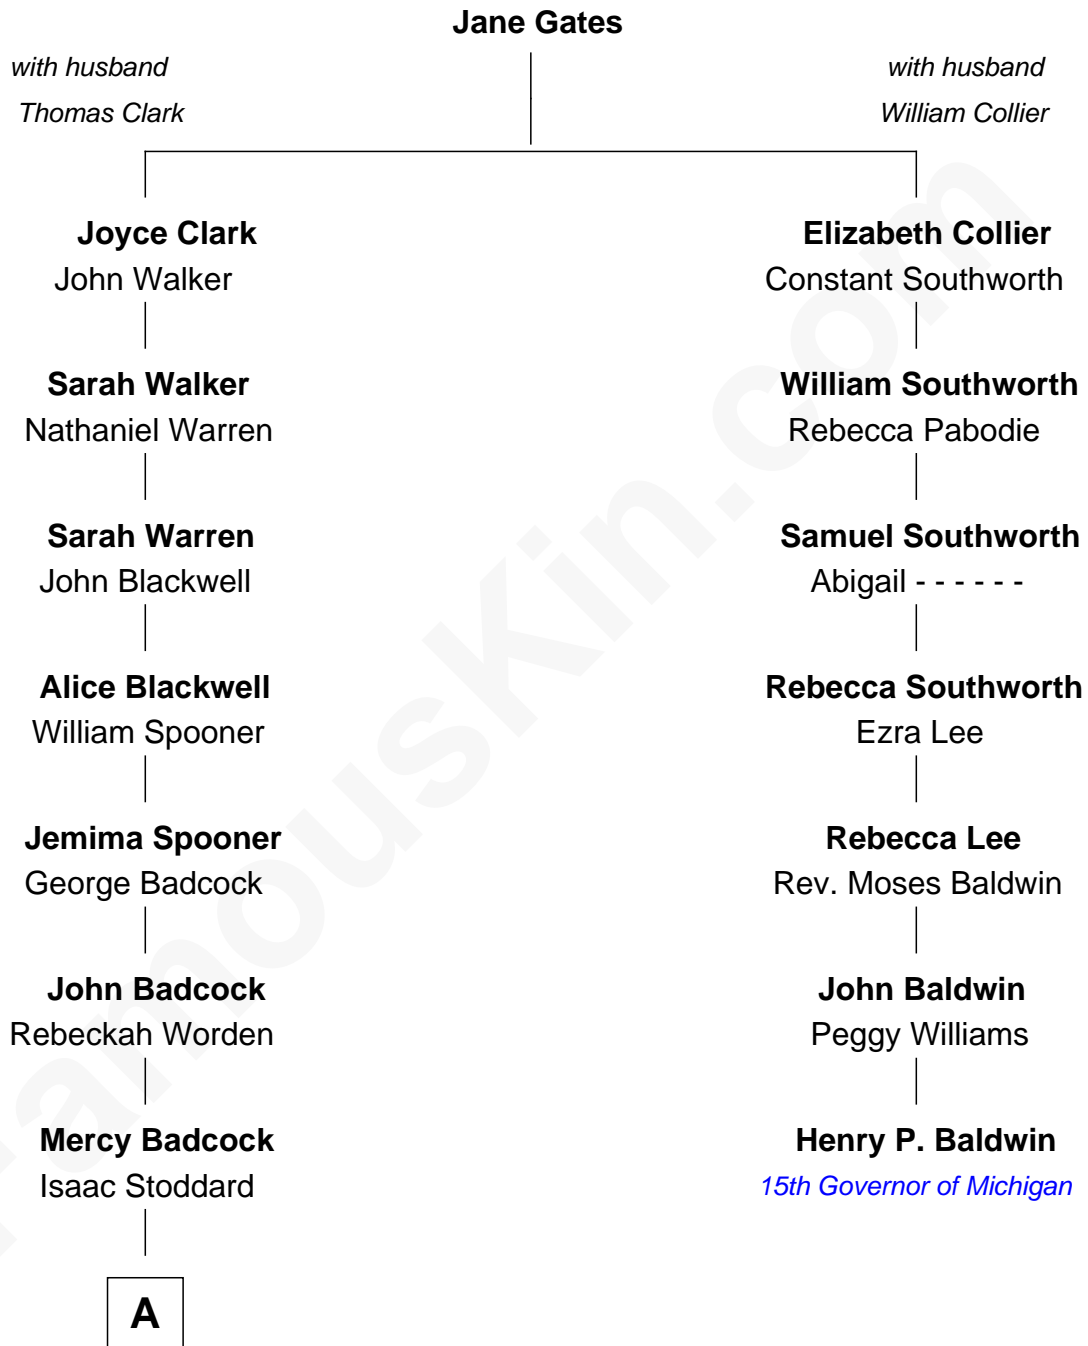 Jane Gates
with husband
Thomas Clark
with husband
William Collier
Joyce Clark
John Walker
Elizabeth Collier
Constant Southworth
Sarah Walker
Nathaniel Warren
William Southworth
Rebecca Pabodie
Sarah Warren
John Blackwell
Samuel Southworth
Abigail - - - - - -
Alice Blackwell
William Spooner
Rebecca Southworth
Ezra Lee
Jemima Spooner
George Badcock
Rebecca Lee
Rev. Moses Baldwin
John Badcock
Rebeckah Worden
John Baldwin
Peggy Williams
Mercy Badcock
Isaac Stoddard
Henry P. Baldwin
15th Governor of Michigan
A
FamousKin.com